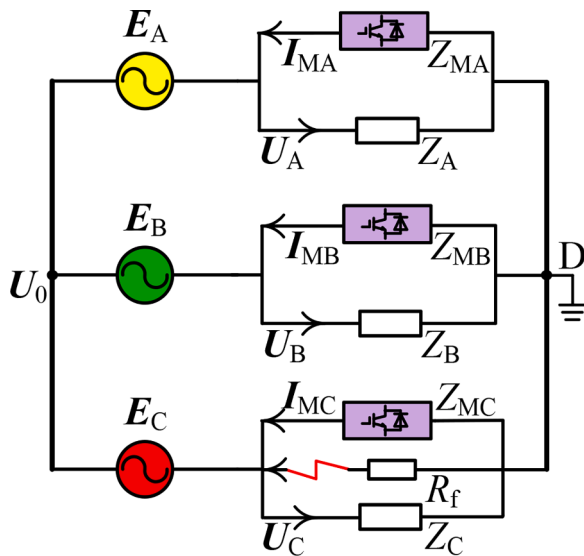 E_A
I_MA
Z_MA
U_A
Z_A
E_B
I_MB
Z_MB
D
U_0
U_B
Z_B
E_C
I_MC
Z_MC
R_f
U_C
Z_C